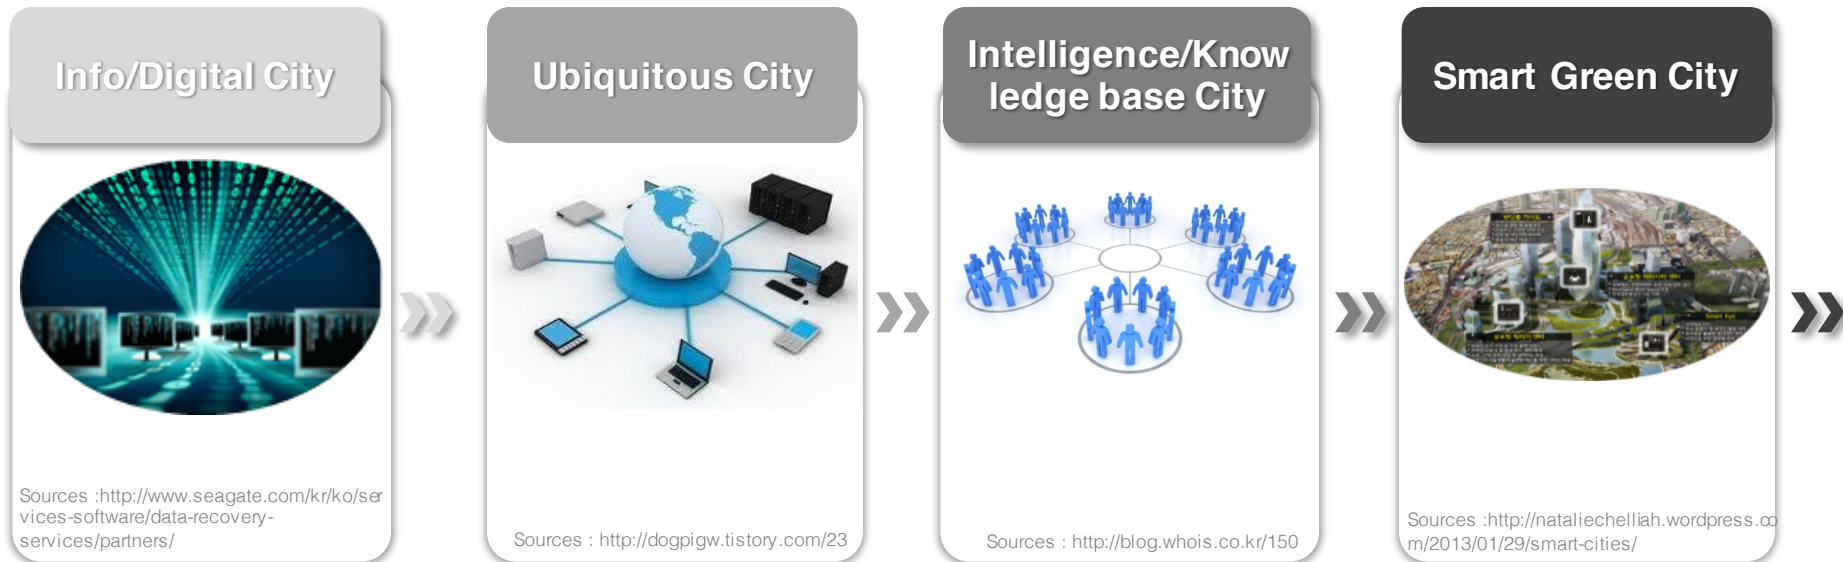 Info/Digital City
Sources :http://www.seagate.com/kr/ko/ser
vices-software/data-recovery-
services/partners/
Ubiquitous City
Sources : http://dogpigw.tistory.com/23
Intelligence/Know
ledge base City
Sources : http://blog.whois.co.kr/150
Smart Green City
Smart Eye
Sources :http://nataliechelliah.wordpress.co
m/2013/01/29/smart-cities/